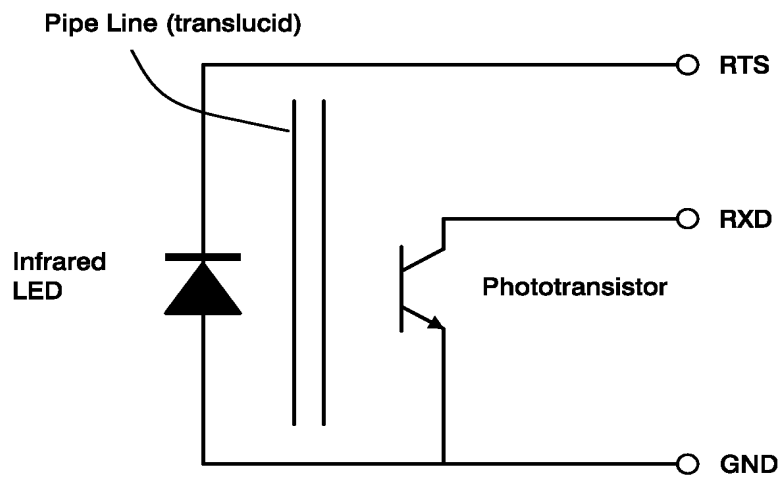 Pipe Line (translucid)
RTS
RXD
Infrared
LED
Phototransistor
GND